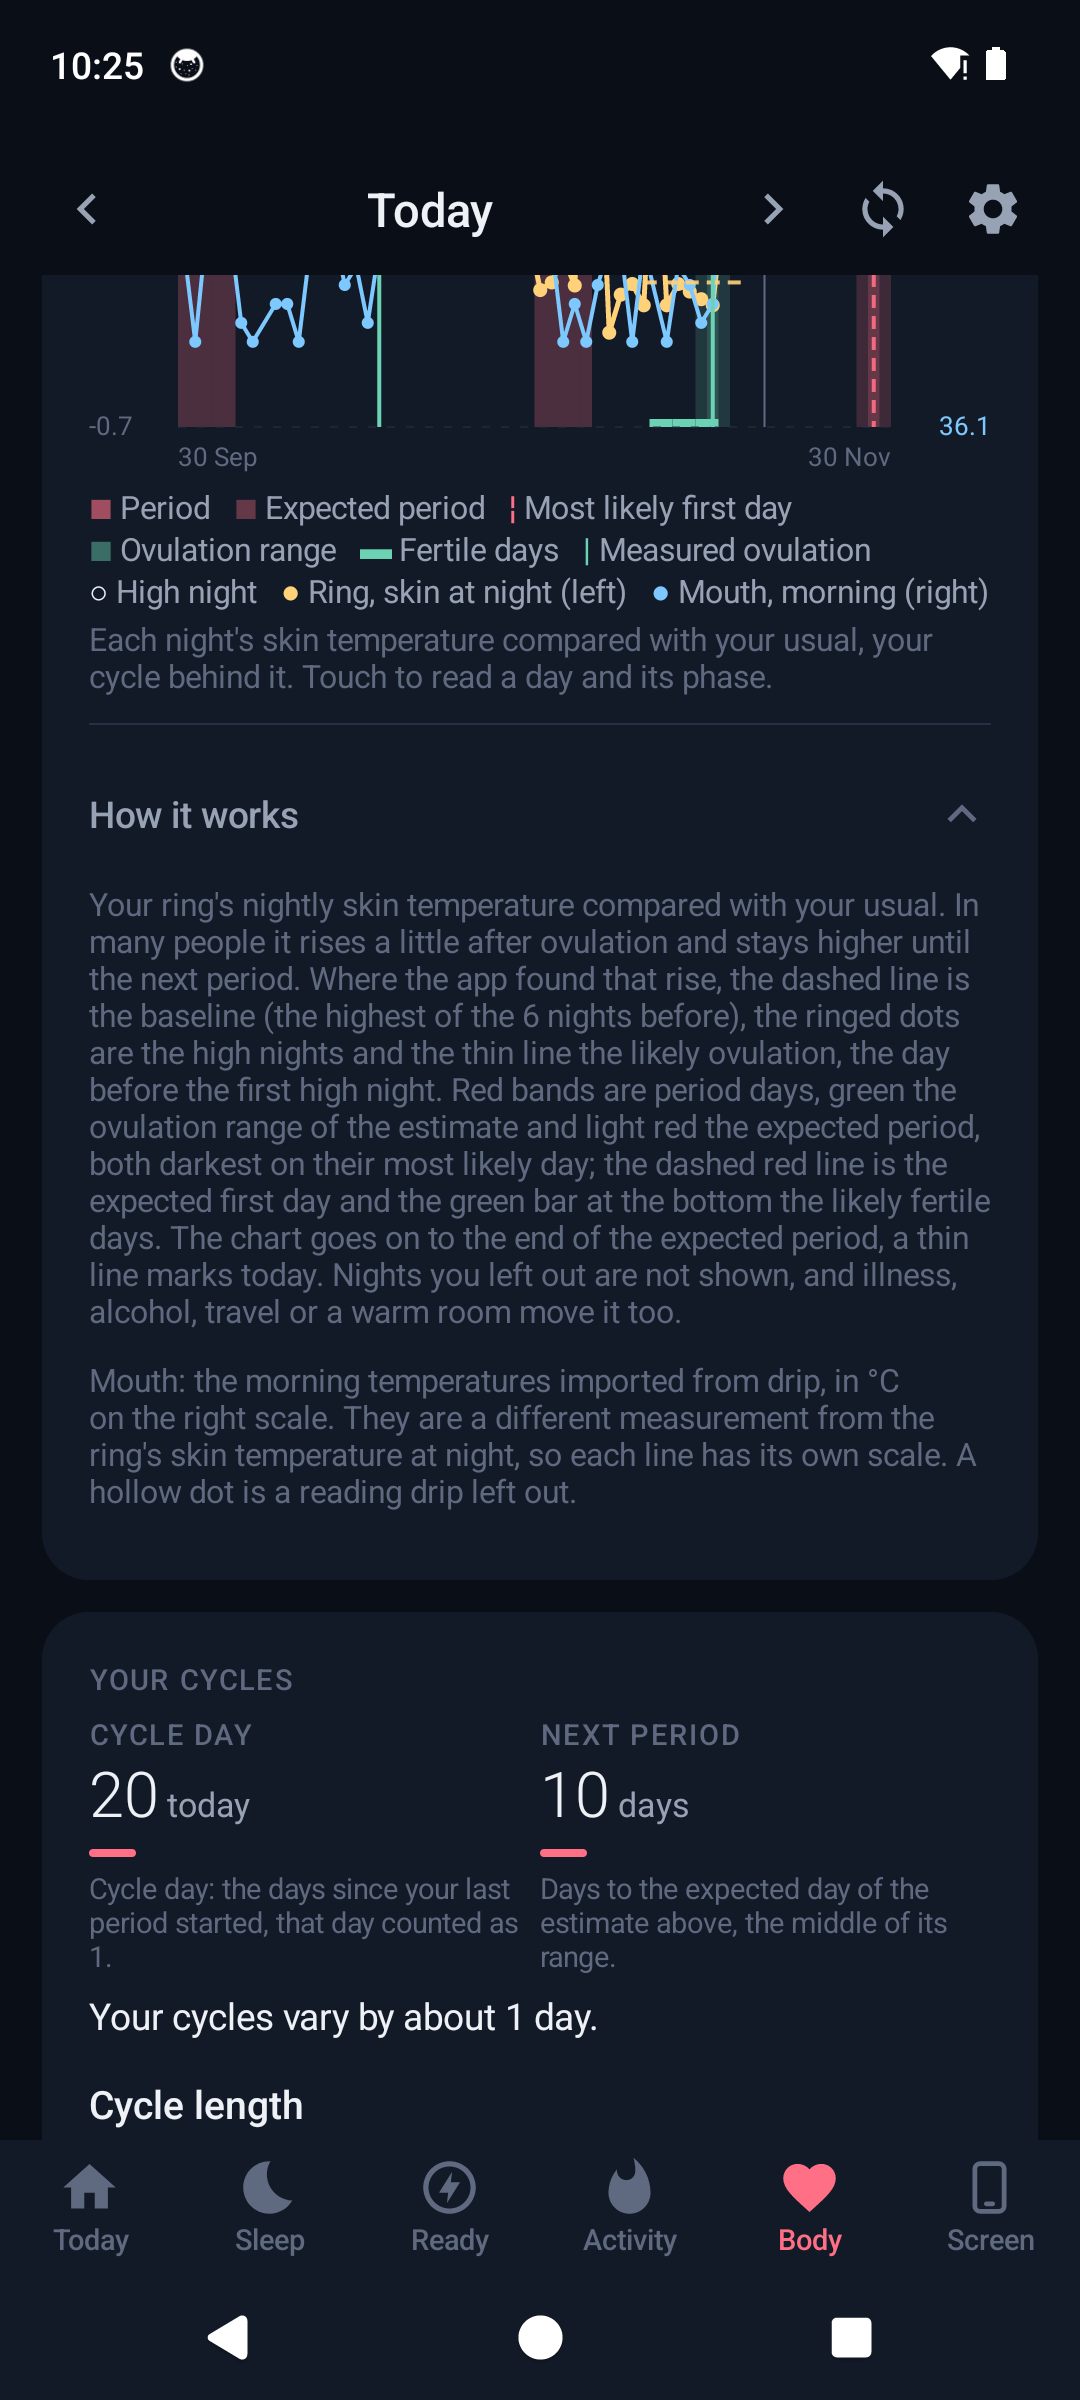 10:25
Today
-0.7
36.1
30 Sep
30 Nov
Period Expected period Most likely first day
Ovulation range Fertile days Measured ovulation
High night Ring, skin at night (left) Mouth, morning (right)
Each night's skin temperature compared with your usual, your
cycle behind it. Touch to read a day and its phase.
How it works
Your ring's nightly skin temperature compared with your usual. In
many people it rises a little after ovulation and stays higher until
the next period. Where the app found that rise, the dashed line is
the baseline (the highest of the 6 nights before), the ringed dots
are the high nights and the thin line the likely ovulation, the day
before the first high night. Red bands are period days, green the
ovulation range of the estimate and light red the expected period,
both darkest on their most likely day; the dashed red line is the
expected first day and the green bar at the bottom the likely fertile
days. The chart goes on to the end of the expected period, a thin
line marks today. Nights you left out are not shown, and illness,
alcohol, travel or a warm room move it too.
Mouth: the morning temperatures imported from drip, in °C
on the right scale. They are a different measurement from the
ring's skin temperature at night, so each line has its own scale. A
hollow dot is a reading drip left out.
YOUR CYCLES
CYCLE DAY
20 today
Cycle day: the days since your last
period started, that day counted as
1.
NEXT PERIOD
10 days
Days to the expected day of the
estimate above, the middle of its
range.
Your cycles vary by about 1 day.
Cycle length
Today
Sleep
Ready
Activity
Body
Screen